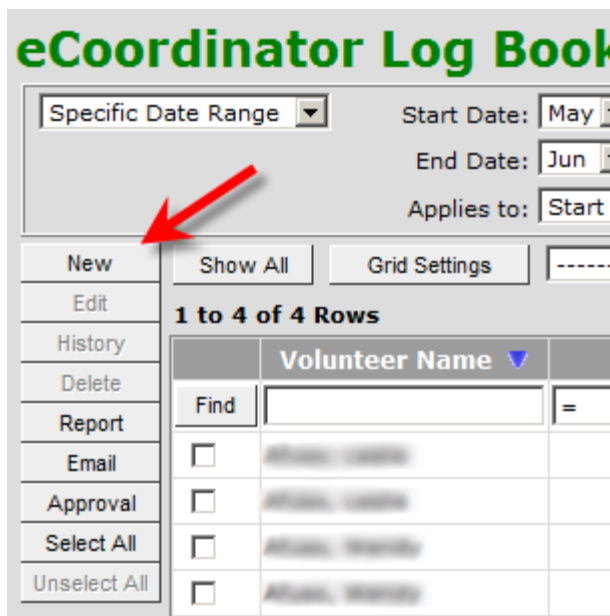 eCoordinator Log Book
Specific Date Range
Start Date: May
End Date: Jun
Applies to: Start
New
Show All
Grid Settings
------
Edit
1 to 4 of 4 Rows
History
Volunteer Name
Delete
Find
=
Report
Email
Approval
Select All
Unselect All